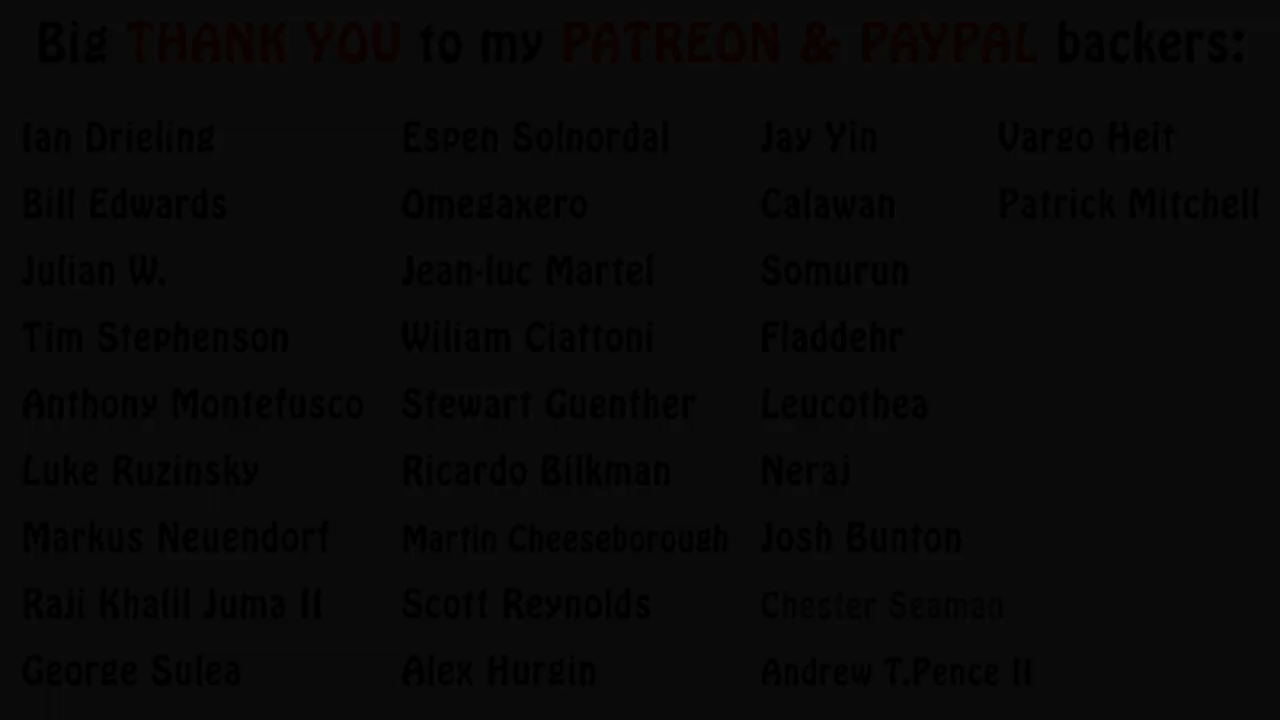 Big THANK YOU to my PATREON & PAYPAL backers:
Ian Drieling
Bill Edwards
Julian W.
Tim Stephenson
Anthony Montefusco
Luke Ruzinsky
Markus Neuendorf
Raji Khalil Juma II
George Sulea
Espen Solnordal
Omegaxero
Jean-luc Martel
Wiliam Ciattoni
Stewart Guenther
Ricardo Bilkman
Martin Cheeseborough
Scott Reynolds
Alex Hurgin
Jay Yin
Calawan
Somurun
Fladdehr
Leucothea
Neraj
Josh Bunton
Chester Seaman
Andrew T.Pence II
Vargo Heit
Patrick Mitchell